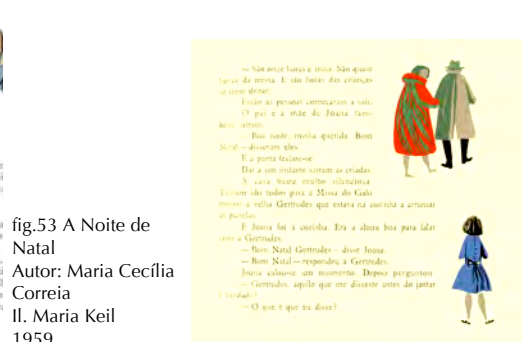 fig.53 A Noite de
Natal
Autor: Maria Cecília
Correia
Il. Maria Keil
1959
— São onze horas e meia. São quase
horas da missa. E são horas das crianças
se irem deitar.
Então as pessoas começaram a sair.
O pai e a mãe de Joana tam-
bém saíram.
— Boa noite, minha querida. Bom
Natal — disseram eles.
E a porta fechou-se.
Daí a um instante saíram as criadas.
A casa ficou muito silenciosa.
Tinham ido todos para a Missa do Galo
menos a velha Gertrudes que estava na cozinha a arrumar
as panelas.
E Joana foi à cozinha. Era a altura boa para falar
com a Gertrudes.
— Bom Natal Gertrudes — disse Joana.
— Bom Natal — respondeu a Gertrudes.
Joana calou-se um momento. Depois perguntou:
— Gertrudes, aquilo que me disseste antes do jantar
é verdade?
— O que é que eu disse?